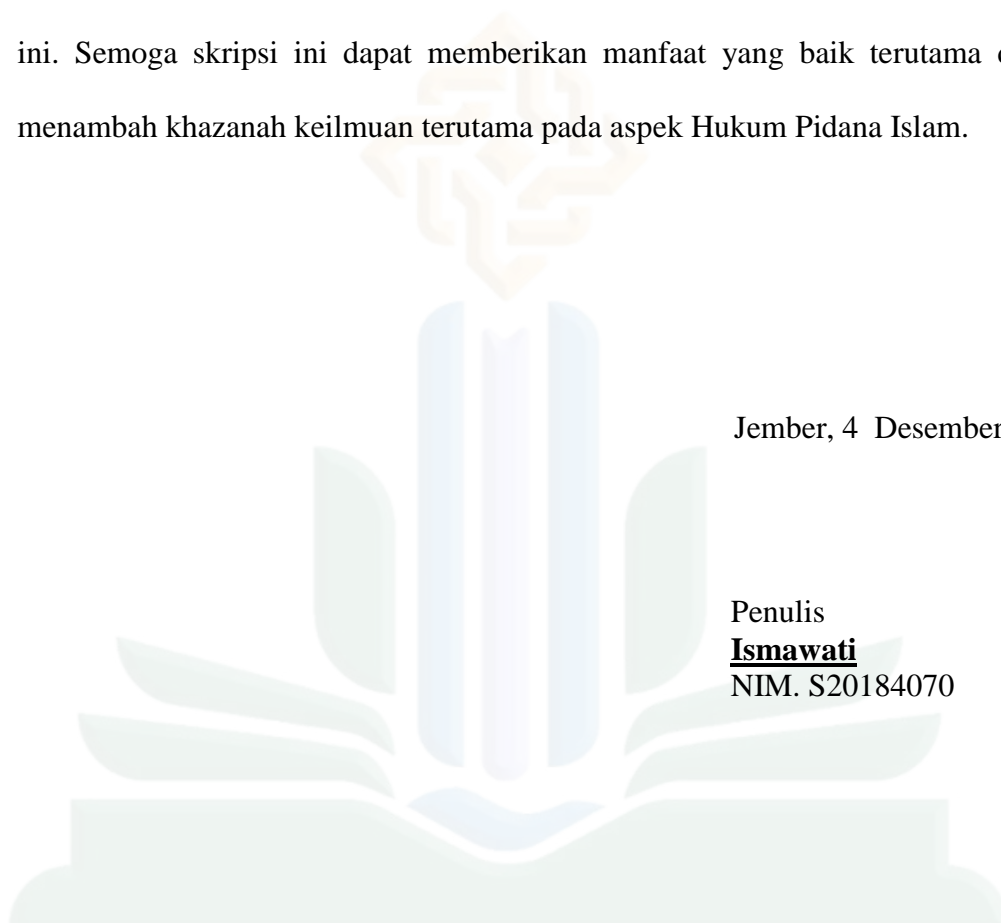 ini. Semoga skripsi ini dapat memberikan manfaat yang baik terutama
menambah khazanah keilmuan terutama pada aspek Hukum Pidana Islam.
Jember, 4 Desember
Penulis
Ismawati
NIM. S20184070